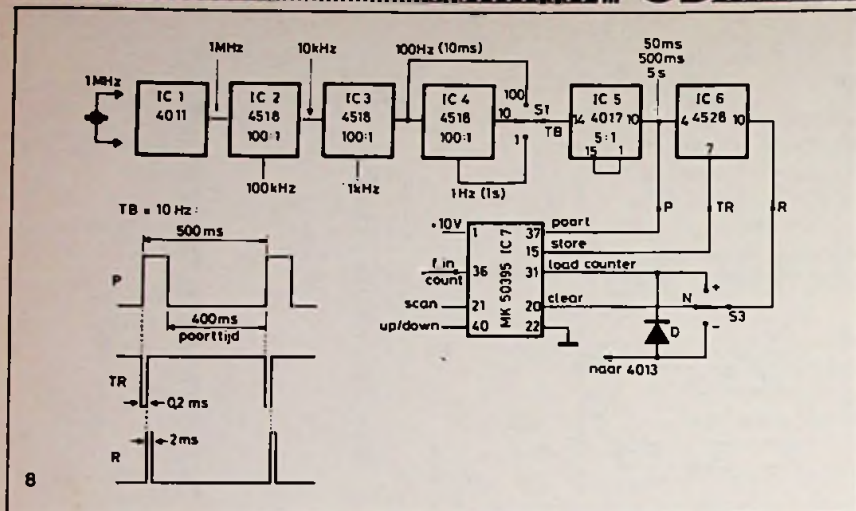 1MHz
10kHz
100Hz (10ms)
50ms
500ms
5s
1MHz
IC 1
4011
IC 2
4518
100:1
IC 3
4518
100:1
IC 4
4518
100:1
100
10
1
S1
TB
14
IC 5
4017
5:1
15
1
10
4
IC 6
4528
7
10
100kHz
1kHz
1Hz (1s)
P
TR
R
TB = 10 Hz:
500ms
P
400ms
poorttijd
TR
0,2 ms
2ms
R
+10V
f in
count
scan
up/down
1
36
21
40
MK 50395
IC 7
37
15
31
20
22
poort
store
load counter
clear
+
N
S3
-
D
naar 4013
8